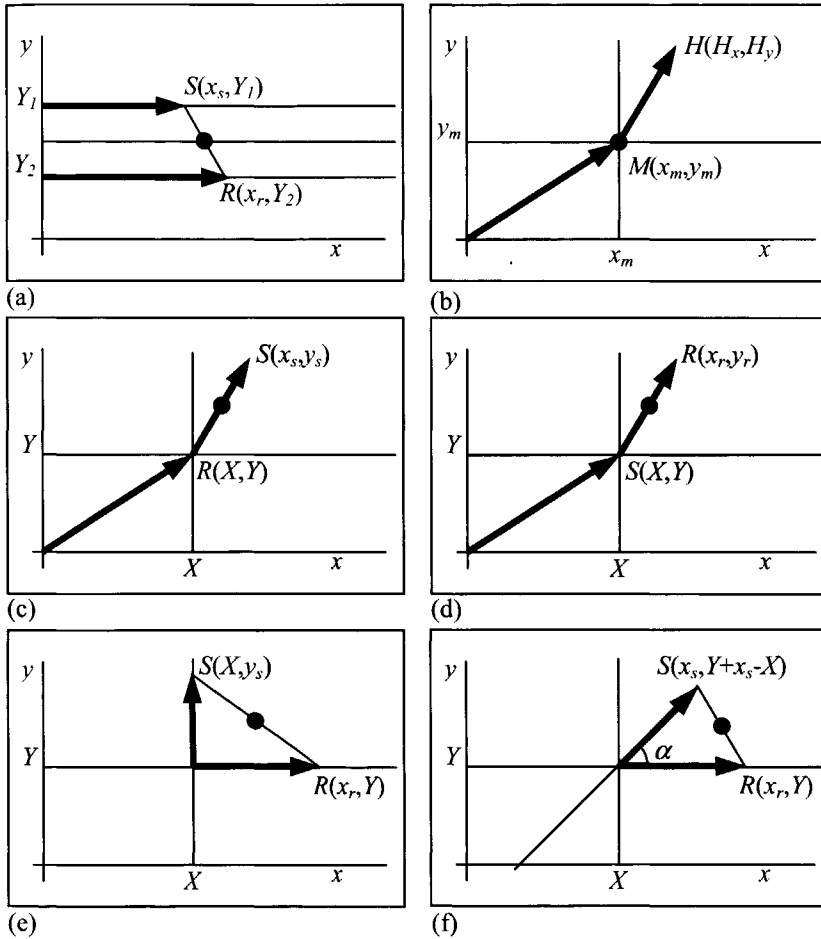 y
Y₁
S(xₛ,Y₁)
Y₂
R(xᵣ,Y₂)
x
(a)
y
H(Hₓ,Hᵧ)
yₘ
M(xₘ,yₘ)
xₘ
x
(b)
y
S(xₛ,yₛ)
Y
R(X,Y)
X
x
(c)
y
R(xᵣ,yᵣ)
Y
S(X,Y)
X
x
(d)
y
S(X,yₛ)
Y
R(xᵣ,Y)
X
x
(e)
y
S(xₛ,Y+xₛ-X)
Y
α
R(xᵣ,Y)
X
x
(f)